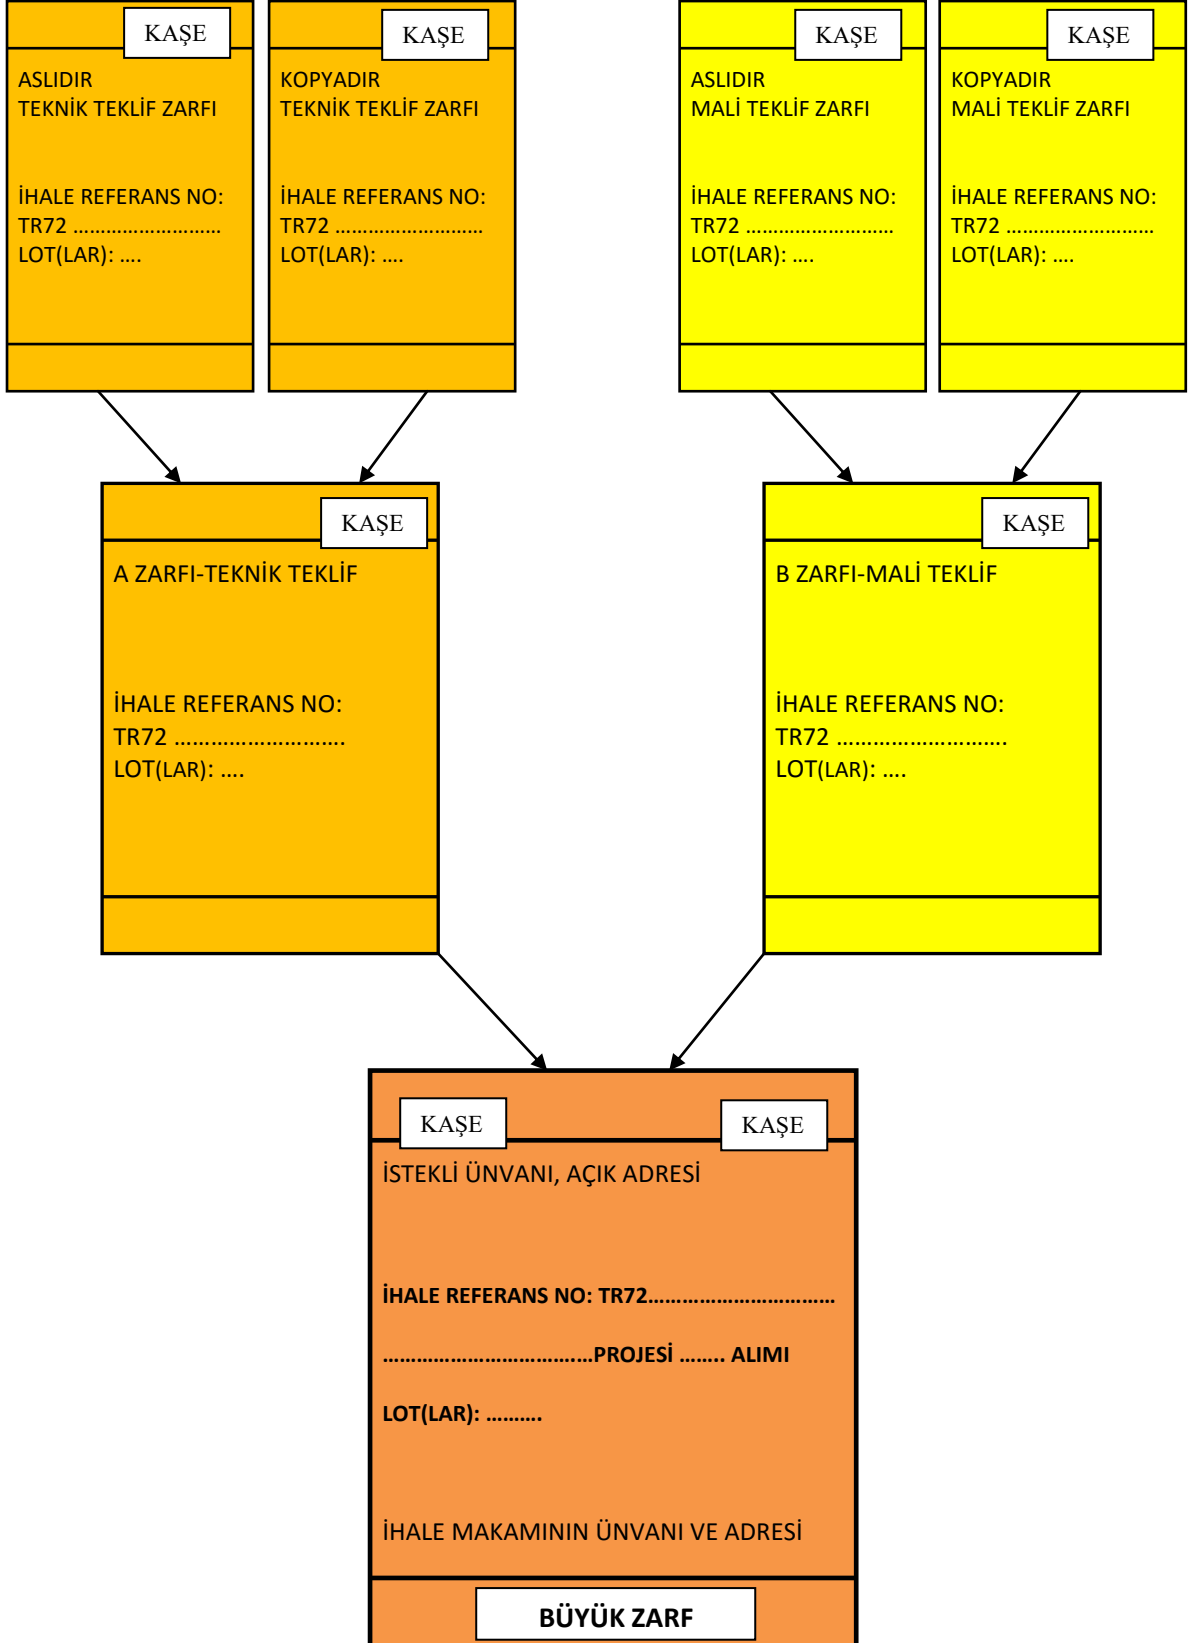 KAŞE
ASLIDIR
TEKNİK TEKLİF ZARFI
İHALE REFERANS NO:
TR72 ……………………..
LOT(LAR): ….
KAŞE
KOPYADIR
TEKNİK TEKLİF ZARFI
İHALE REFERANS NO:
TR72 ……………………..
LOT(LAR): ….
KAŞE
ASLIDIR
MALİ TEKLİF ZARFI
İHALE REFERANS NO:
TR72 ……………………..
LOT(LAR): ….
KAŞE
KOPYADIR
MALİ TEKLİF ZARFI
İHALE REFERANS NO:
TR72 ……………………..
LOT(LAR): ….
KAŞE
A ZARFI-TEKNİK TEKLİF
İHALE REFERANS NO:
TR72 ……………………….
LOT(LAR): ….
KAŞE
B ZARFI-MALİ TEKLİF
İHALE REFERANS NO:
TR72 ……………………….
LOT(LAR): ….
KAŞE
KAŞE
İSTEKLİ ÜNVANI, AÇIK ADRESİ
İHALE REFERANS NO: TR72……………………………
……………………………….…PROJESİ …….. ALIMI
LOT(LAR): ……….
İHALE MAKAMININ ÜNVANI VE ADRESİ
BÜYÜK ZARF